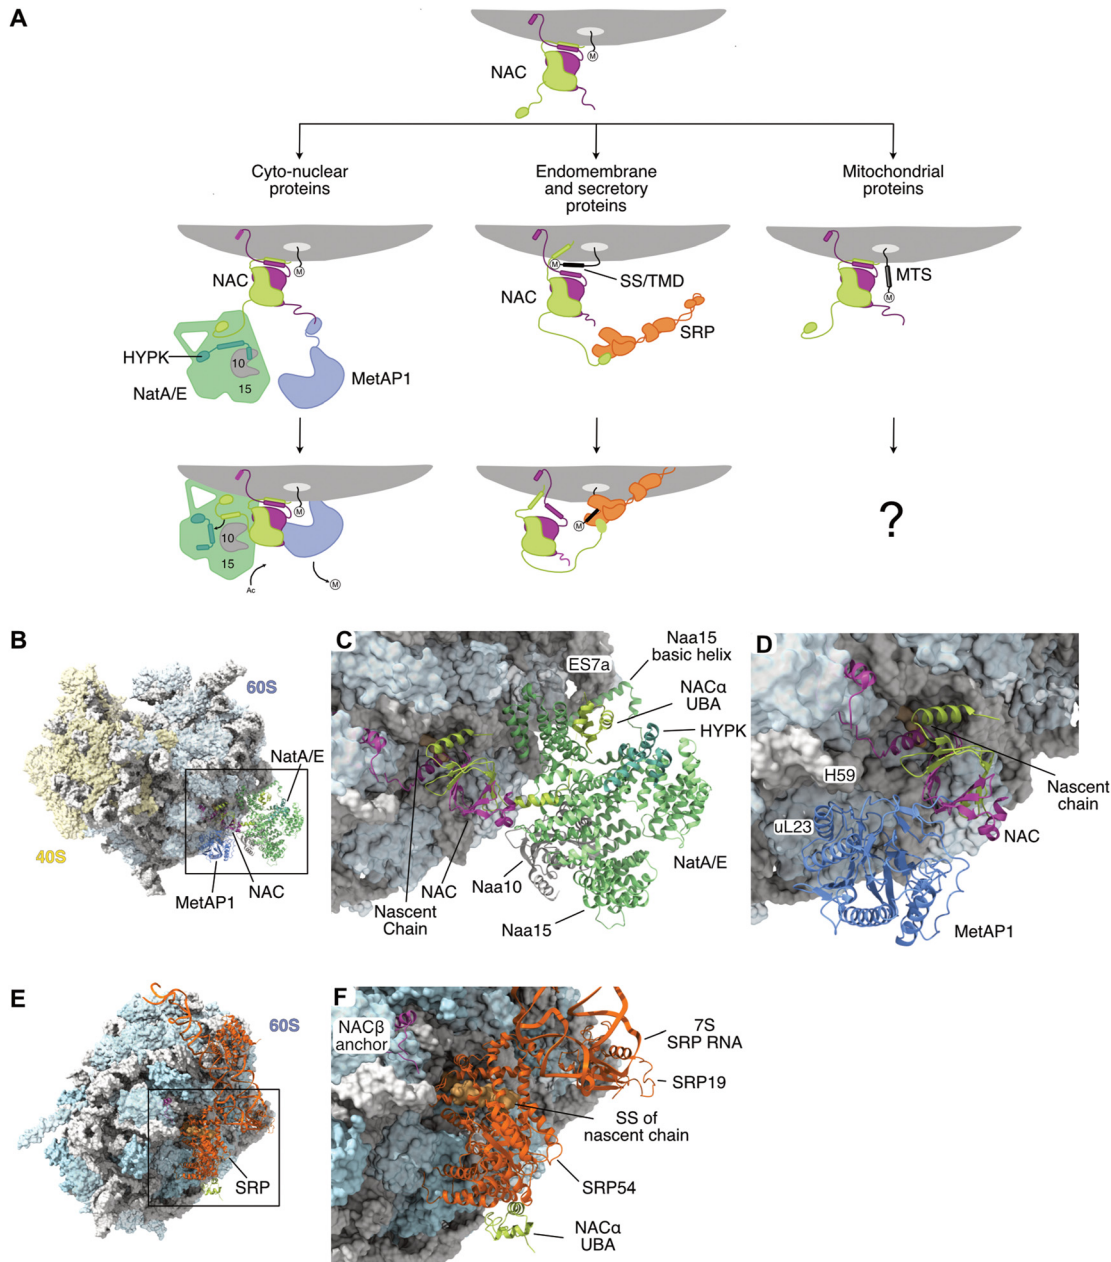 A
NAC
M
Cyto-nuclear
proteins
Endomembrane
and secretory
proteins
Mitochondrial
proteins
NAC
M
HYPK
NatA/E
10
15
MetAP1
M
NAC
SS/TMD
SRP
MTS
M
10
15
M
Ac
M
M
?
B
60S
40S
NatA/E
MetAP1
NAC
C
ES7a
Naa15
basic helix
NACα
UBA
HYPK
NatA/E
Naa10
NAC
Nascent
Chain
Naa15
D
H59
uL23
Nascent
chain
NAC
MetAP1
E
60S
SRP
F
NACβ
anchor
7S
SRP RNA
SRP19
SS of
nascent chain
SRP54
NACα
UBA